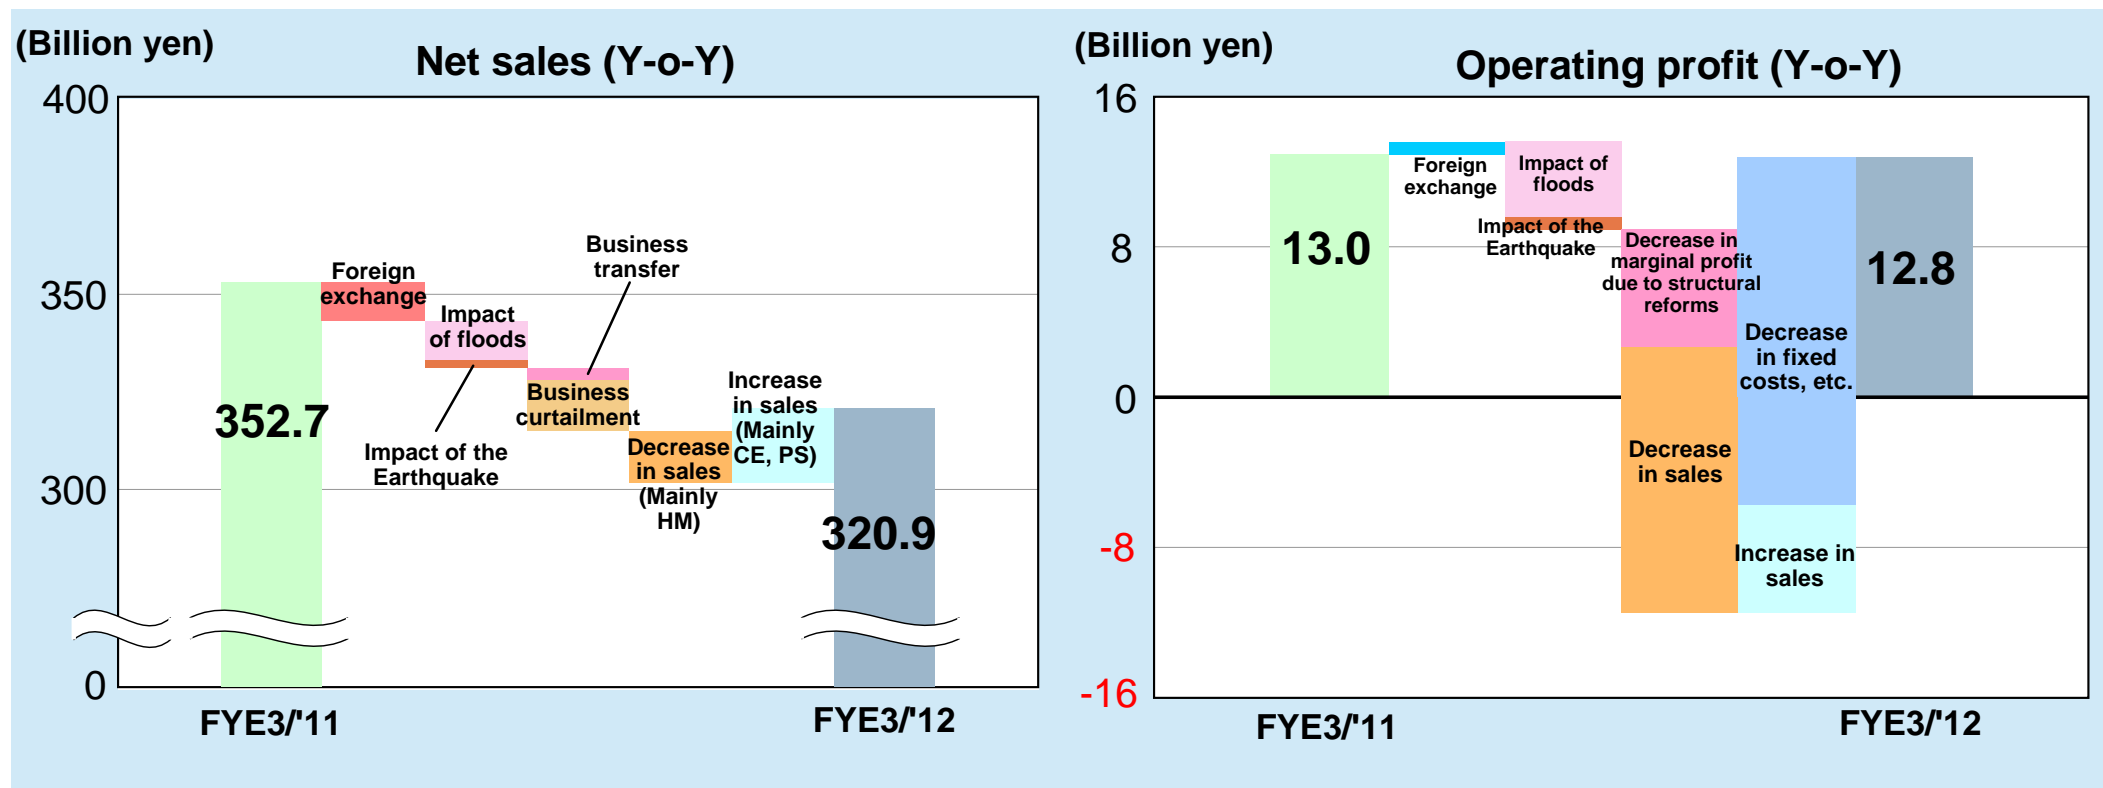 (Billion yen)
Net sales (Y-o-Y)
400
350
300
0
352.7
Foreign
exchange
Impact
of floods
Impact of the
Earthquake
Business
transfer
Business
curtailment
Decrease
in sales
(Mainly
HM)
Increase
in sales
(Mainly
CE, PS)
320.9
FYE3/'11
FYE3/'12
(Billion yen)
Operating profit (Y-o-Y)
16
8
0
-8
-16
13.0
Foreign
exchange
Impact of
floods
Impact of the
Earthquake
Decrease in
marginal profit
due to structural
reforms
Decrease
in sales
Decrease
in fixed
costs, etc.
Increase in
sales
12.8
FYE3/'11
FYE3/'12